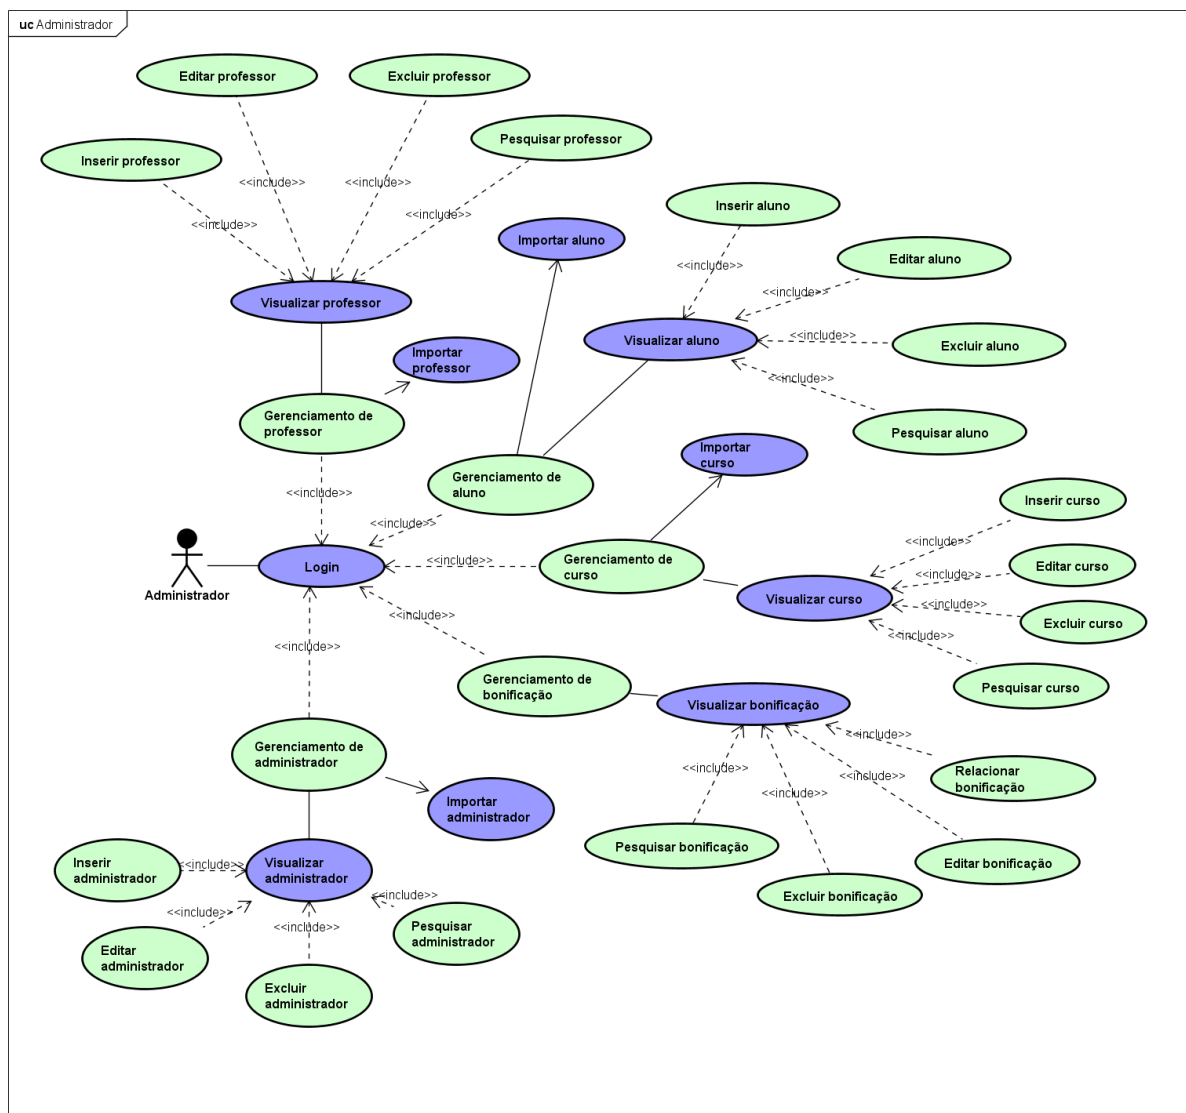 uc Administrador
Editar professor
Excluir professor
Pesquisar professor
Inserir professor
<<include>>
<<include>>
<<include>>
<<include>>
Visualizar professor
Importar
professor
Gerenciamento de
professor
<<include>>
Importar aluno
Inserir aluno
Editar aluno
<<include>>
<<include>>
Visualizar aluno
<<include>>
Excluir aluno
<<include>>
Pesquisar aluno
Gerenciamento de
aluno
<<include>>
Importar
curso
Inserir curso
<<include>>
Gerenciamento de
curso
<<include>>
Editar curso
<<include>>
Visualizar curso
<<include>>
Excluir curso
<<include>>
Pesquisar curso
Login
Administrador
<<include>>
<<include>>
Gerenciamento de
bonificação
Visualizar bonificação
<<include>>
<<include>>
<<include>>
<<include>>
Relacionar
bonificação
Pesquisar bonificação
Editar bonificação
Excluir bonificação
Gerenciamento de
administrador
Importar
administrador
Inserir
administrador
<<include>>
Visualizar
administrador
<<include>>
<<include>>
<<include>>
Pesquisar
administrador
Editar
administrador
Excluir
administrador